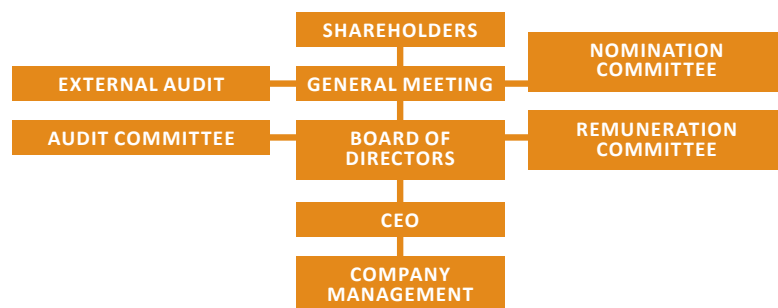 SHAREHOLDERS
NOMINATION
COMMITTEE
EXTERNAL AUDIT
GENERAL MEETING
AUDIT COMMITTEE
BOARD OF
DIRECTORS
REMUNERATION
COMMITTEE
CEO
COMPANY
MANAGEMENT